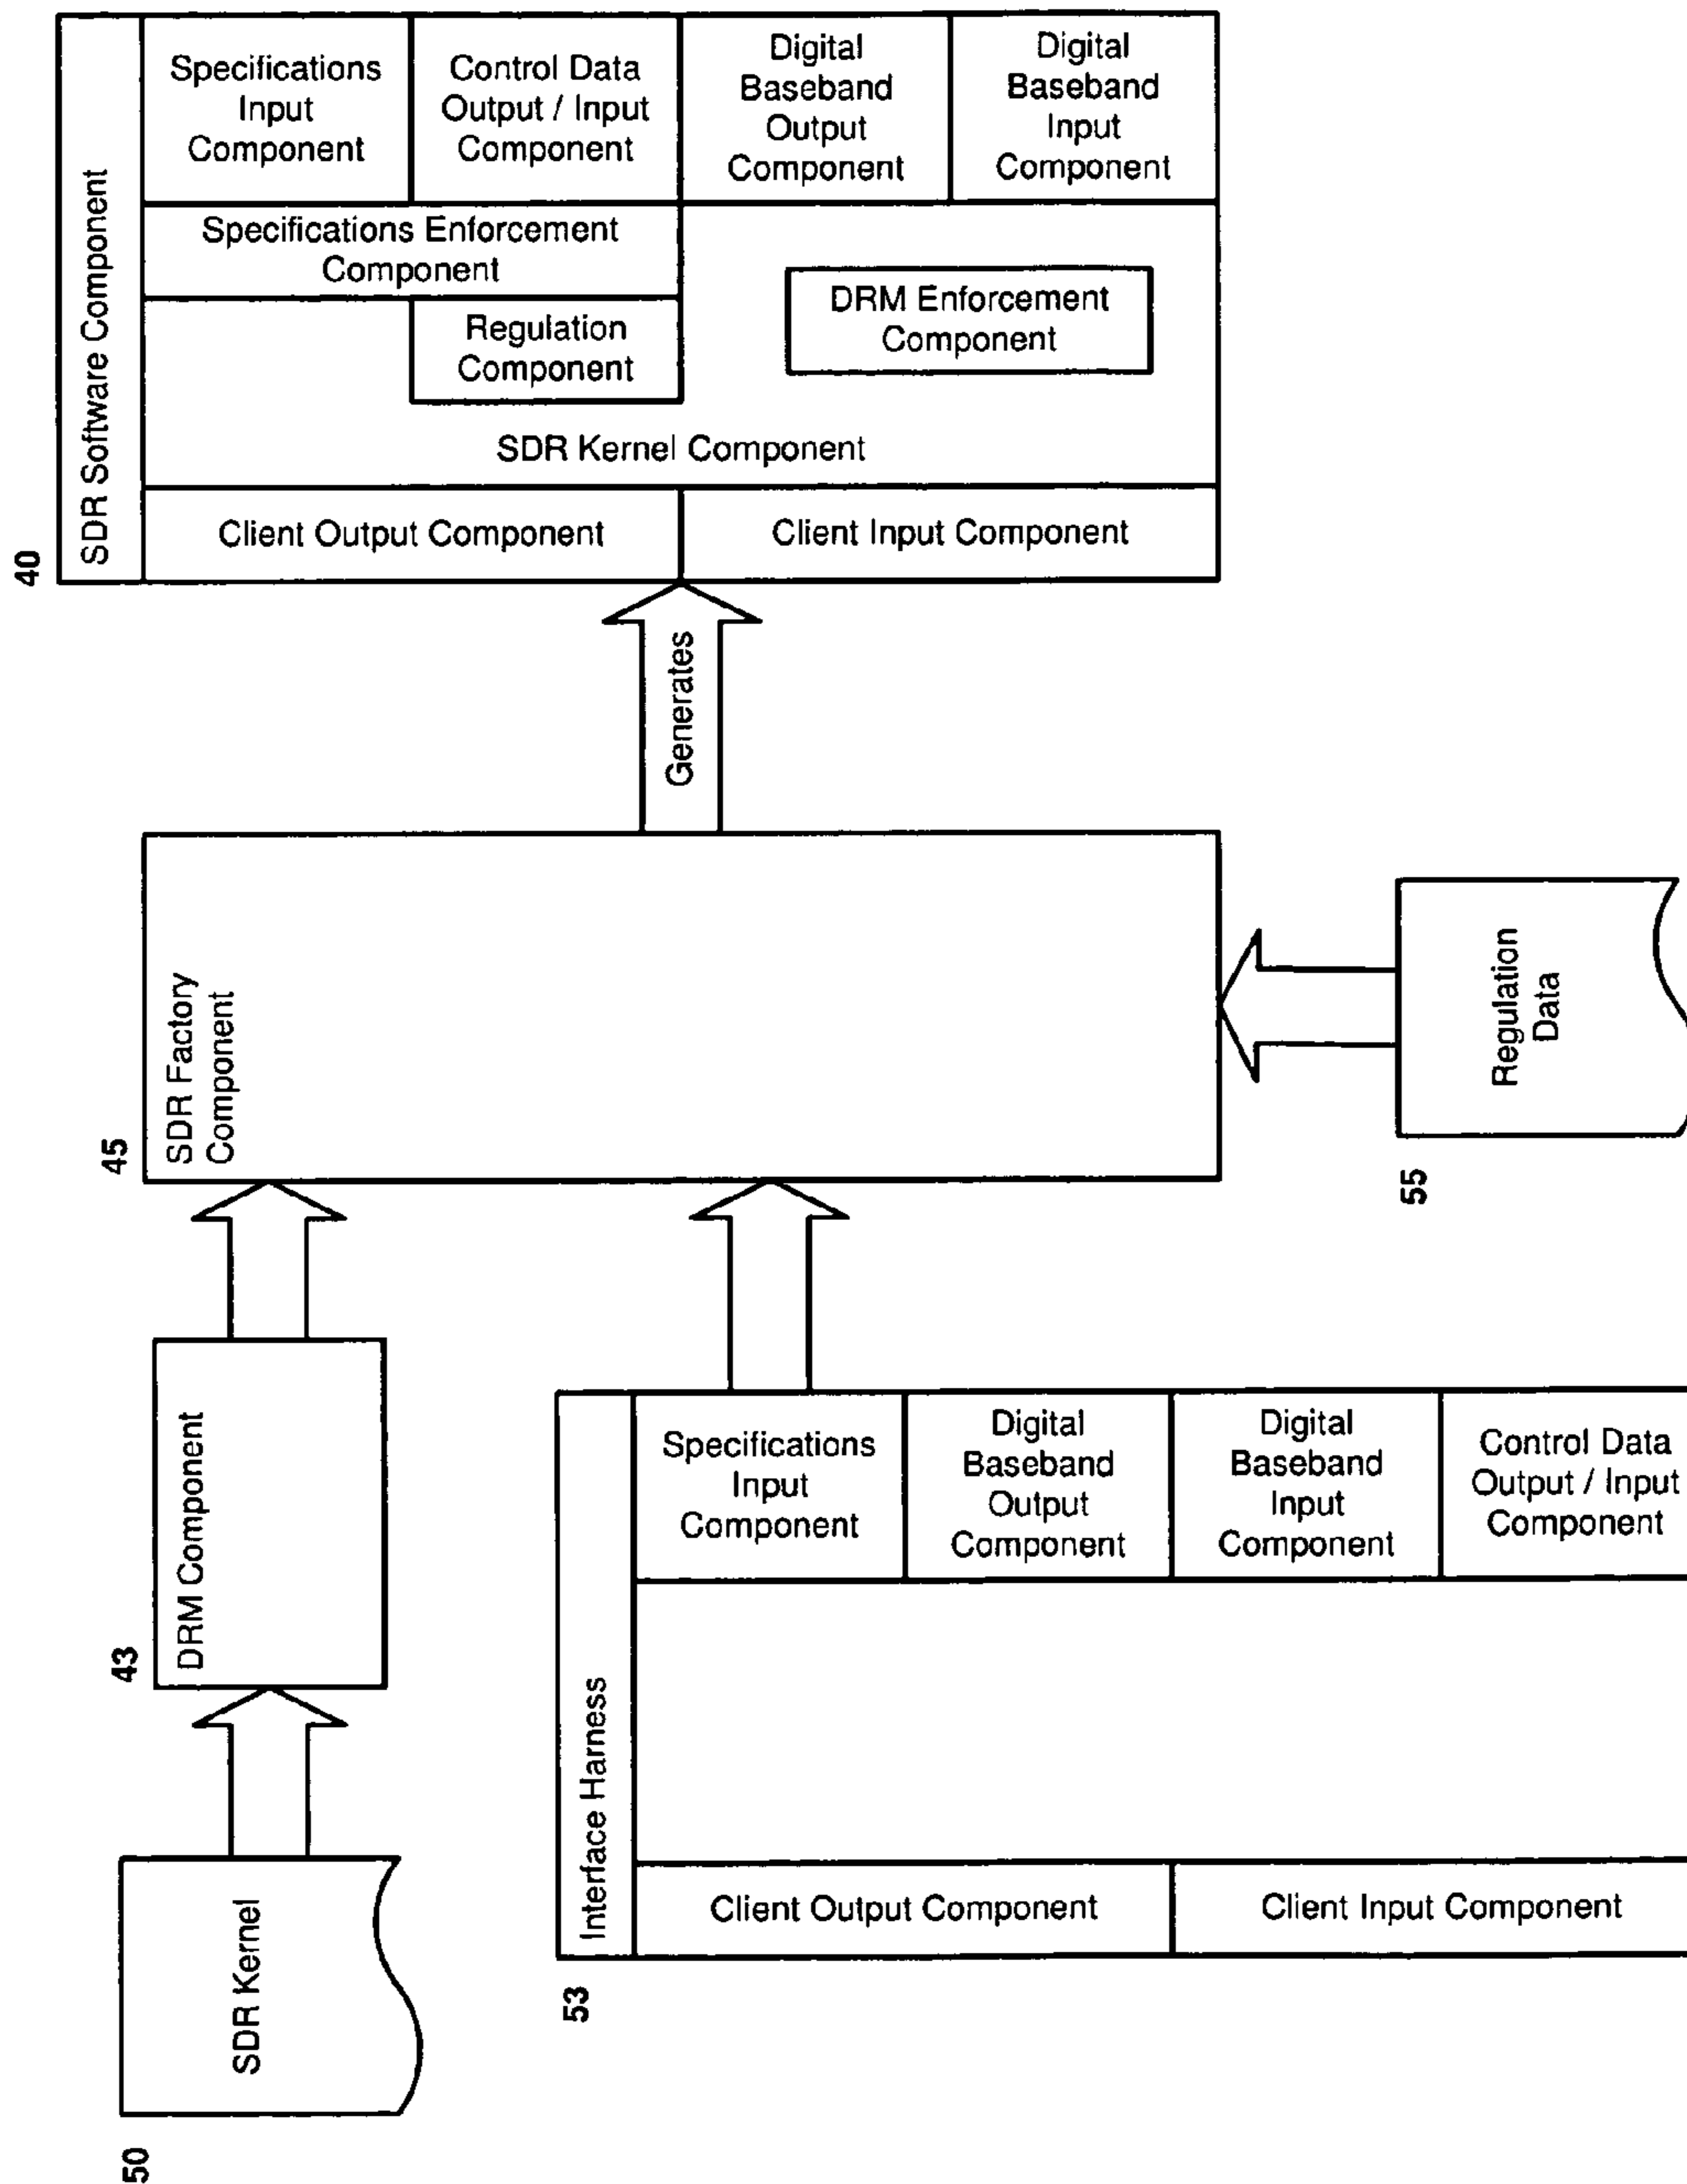 40
SDR Software Component
Specifications
Input
Component
Control Data
Output / Input
Component
Digital
Baseband
Output
Component
Digital
Baseband
Input
Component
Specifications Enforcement
Component
Regulation
Component
DRM Enforcement
Component
SDR Kernel Component
Client Output Component
Client Input Component
Generates
45
SDR Factory
Component
55
Regulation
Data
43
DRM Component
50
SDR Kernel
53
Interface Harness
Specifications
Input
Component
Digital
Baseband
Output
Component
Digital
Baseband
Input
Component
Control Data
Output / Input
Component
Client Output Component
Client Input Component